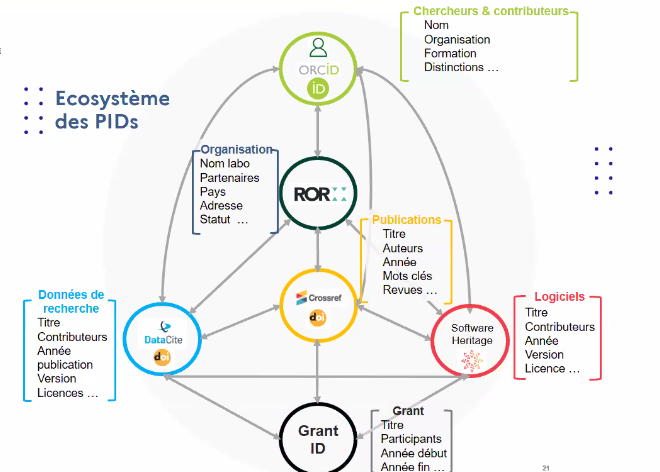 Chercheurs & contributeurs
Nom
Organisation
Formation
Distinctions …
ORCID
iD
Ecosystème
des PIDs
Organisation
Nom labo
Partenaires
Pays
Adresse
Statut …
ROR
Publications
Titre
Auteurs
Année
Mots clés
Revues …
Crossref
doi
Données de
recherche
Titre
Contributeurs
Année
publication
Version
Licences …
DataCite
doi
Software
Heritage
Logiciels
Titre
Contributeurs
Année
Version
Licence …
Grant
ID
Grant
Titre
Participants
Année début
Année fin …
21